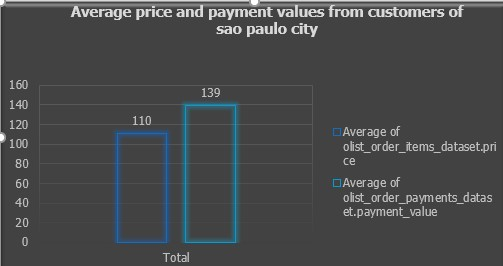 Average price and payment values from customers of
sao paulo city
160
140
120
100
80
60
40
20
0
110
139
Total
Average of
olist_order_items_dataset.pri
ce
Average of
olist_order_payments_datas
et.payment_value